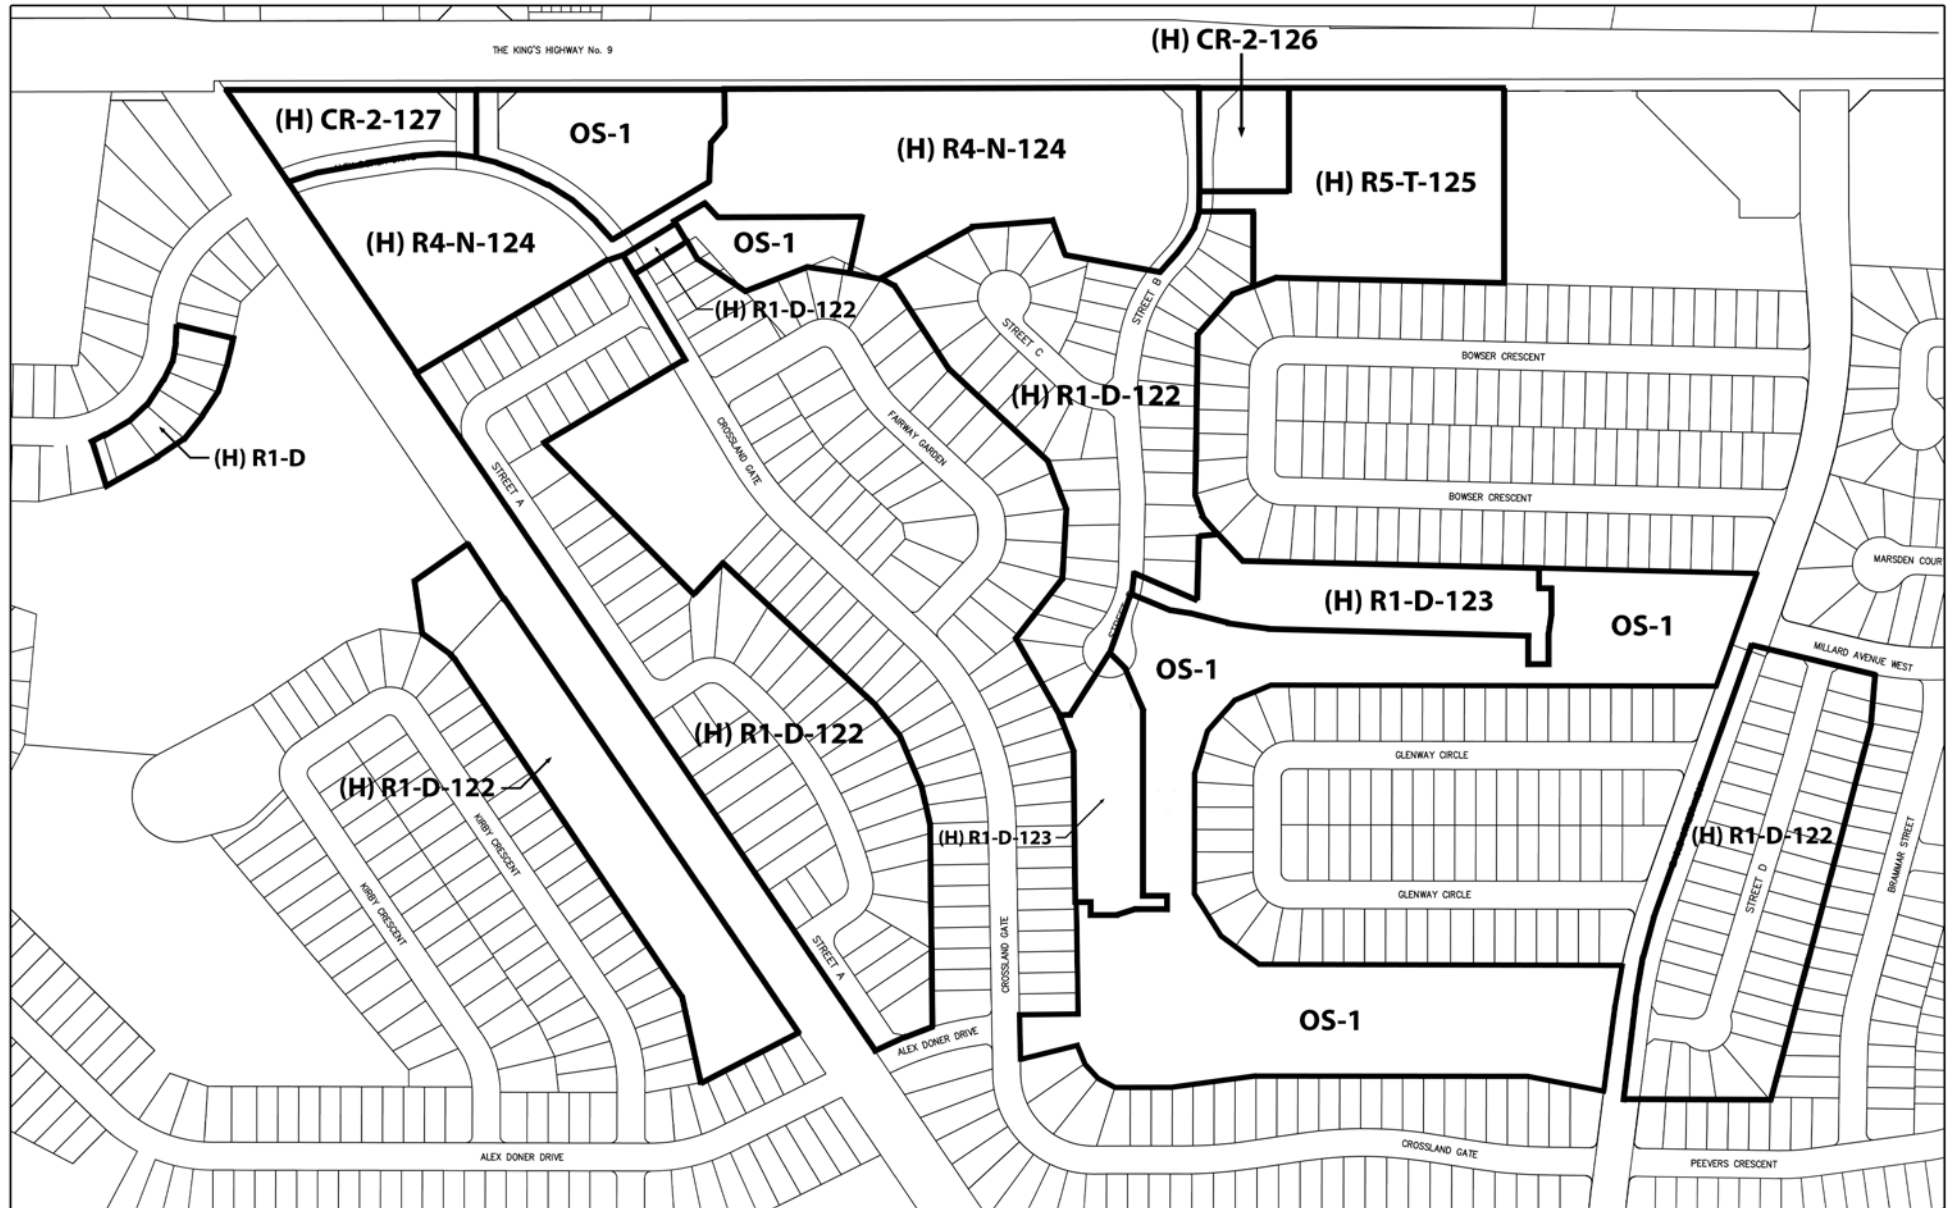 THE KING'S HIGHWAY No. 9
(H) CR-2-126
(H) CR-2-127
OS-1
(H) R4-N-124
(H) R5-T-125
(H) R4-N-124
OS-1
(H) R1-D-122
STREET B
STREET C
BOWSER CRESCENT
(H) R1-D-122
FAIRWAY GARDEN
CROSSLAND GATE
(H) R1-D
STREET A
BOWSER CRESCENT
MARSDEN COUR
(H) R1-D-123
OS-1
MILLARD AVENUE WEST
OS-1
(H) R1-D-122
GLENWAY CIRCLE
(H) R1-D-122
KIRBY CRESCENT
(H) R1-D-123
(H) R1-D-122
BRAMMAR STREET
STREET D
GLENWAY CIRCLE
KIRBY CRESCENT
STREET A
CROSSLAND GATE
OS-1
ALEX DONER DRIVE
CROSSLAND GATE
ALEX DONER DRIVE
PEEVERS CRESCENT